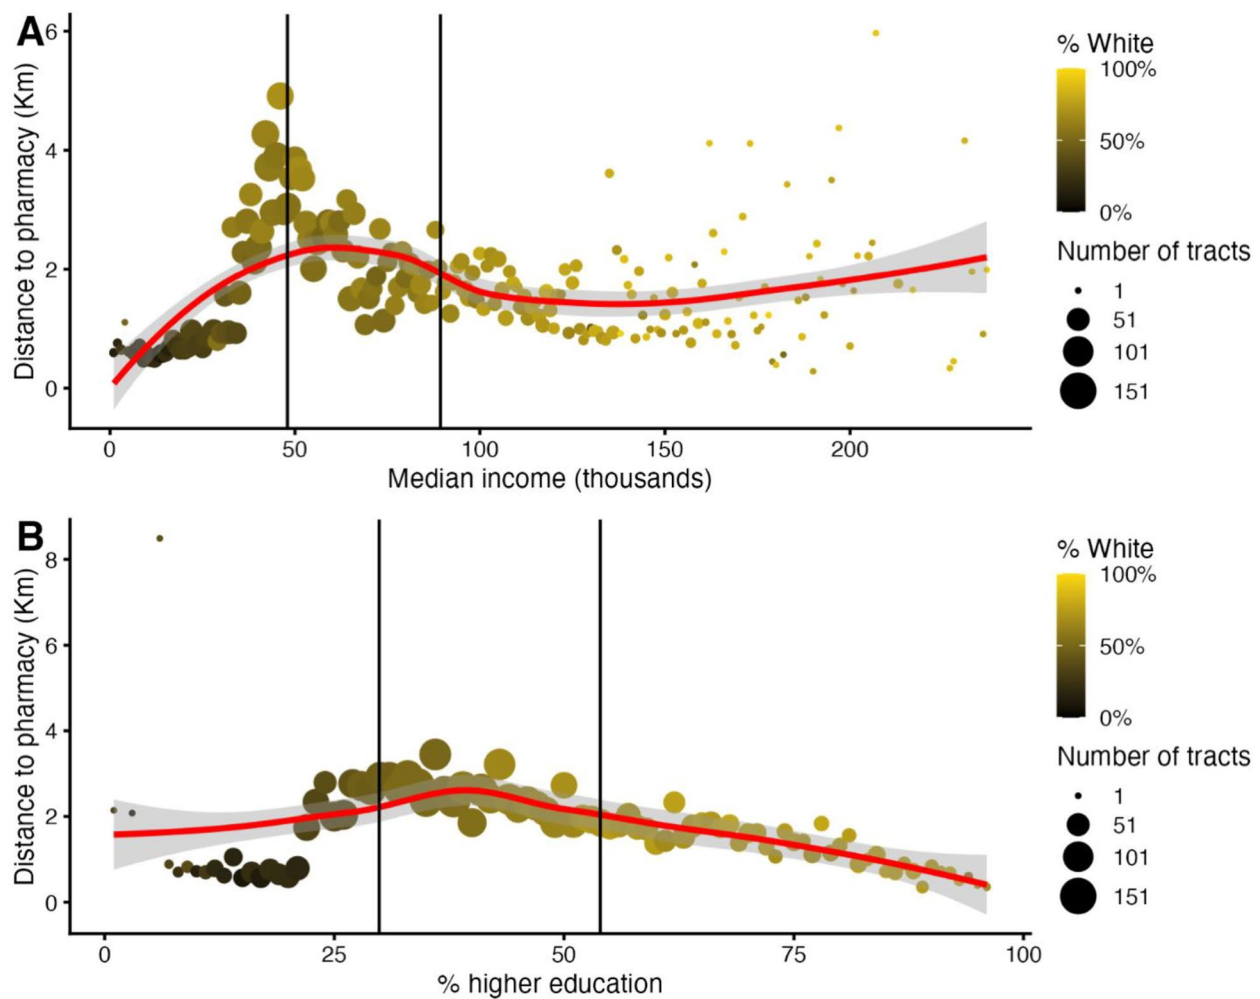 A
Distance to pharmacy (Km)
6
4
2
0
0 50 100 150 200
Median income (thousands)
% White
100%
50%
0%
Number of tracts
1
51
101
151
B
Distance to pharmacy (Km)
8
6
4
2
0
0 25 50 75 100
% higher education
% White
100%
50%
0%
Number of tracts
1
51
101
151